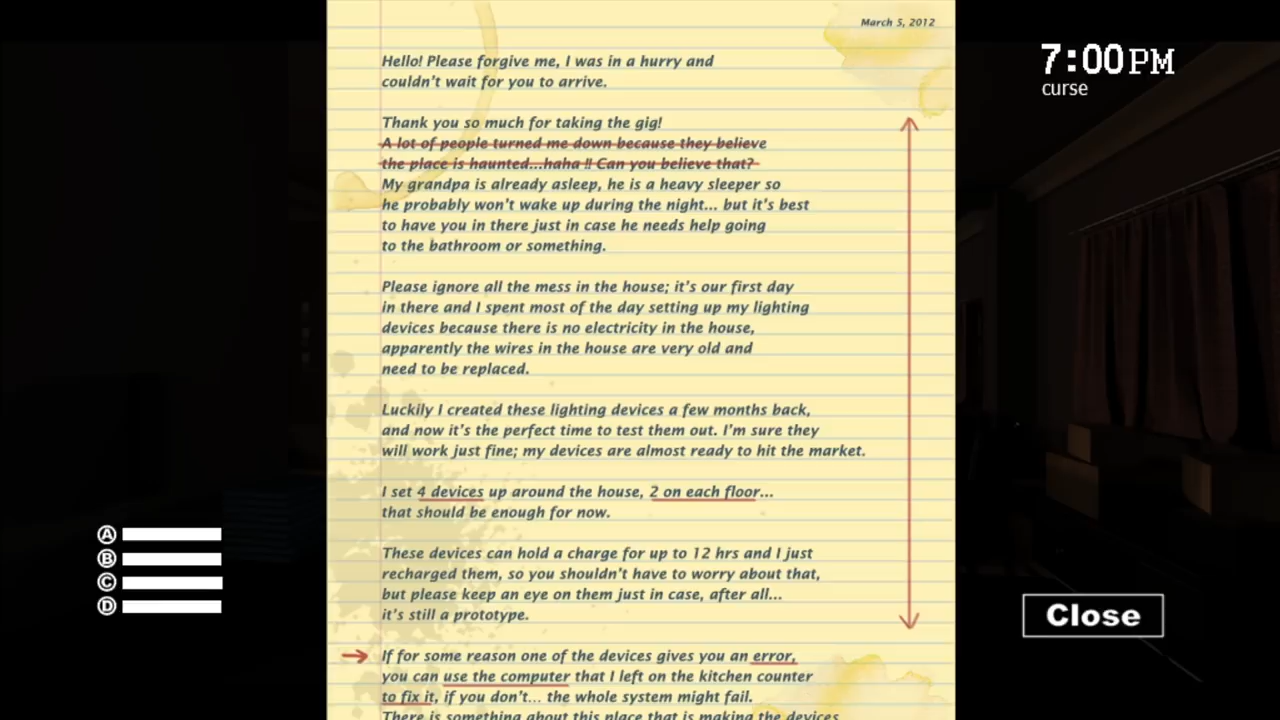 March 5, 2012
7:00PM
curse
Hello! Please forgive me, I was in a hurry and
couldn't wait for you to arrive.
Thank you so much for taking the gig!
A lot of people turned me down because they believe
the place is haunted...haha !! Can you believe that?
My grandpa is already asleep, he is a heavy sleeper so
he probably won't wake up during the night... but it's best
to have you in there just in case he needs help going
to the bathroom or something.
Please ignore all the mess in the house; it's our first day
in there and I spent most of the day setting up my lighting
devices because there is no electricity in the house,
apparently the wires in the house are very old and
need to be replaced.
Luckily I created these lighting devices a few months back,
and now it's the perfect time to test them out. I'm sure they
will work just fine; my devices are almost ready to hit the market.
I set 4 devices up around the house, 2 on each floor...
that should be enough for now.
These devices can hold a charge for up to 12 hrs and I just
recharged them, so you shouldn't have to worry about that,
but please keep an eye on them just in case, after all...
it's still a prototype.
If for some reason one of the devices gives you an error,
you can use the computer that I left on the kitchen counter
to fix it, if you don't... the whole system might fail.
There is something about this place that is making the devices
A
B
C
D
Close